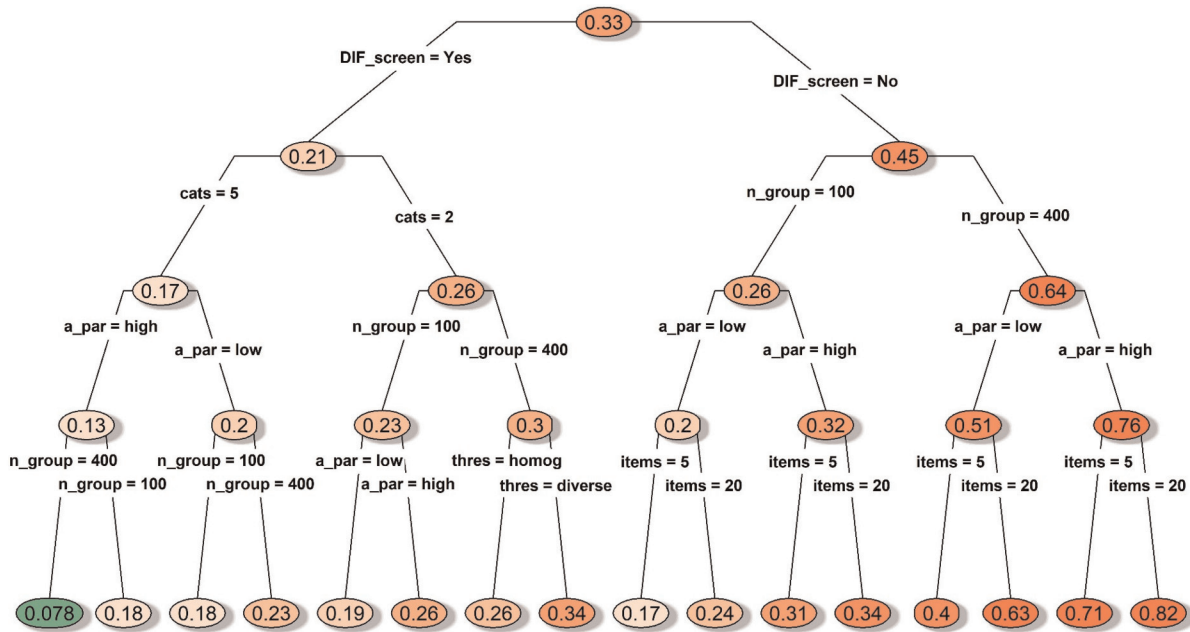 0.33
DIF_screen = Yes
DIF_screen = No
0.21
0.45
cats = 5
cats = 2
n_group = 100
n_group = 400
0.17
0.26
0.26
0.64
a_par = high
a_par = low
n_group = 100
n_group = 400
a_par = low
a_par = high
a_par = low
a_par = high
0.13
0.2
0.23
0.3
0.2
0.32
0.51
0.76
n_group = 400
n_group = 100
n_group = 100
n_group = 400
a_par = low
a_par = high
thres = homog
thres = diverse
items = 5
items = 20
items = 5
items = 20
items = 5
items = 20
items = 5
items = 20
0.078
0.18
0.18
0.23
0.19
0.26
0.26
0.34
0.17
0.24
0.31
0.34
0.4
0.63
0.71
0.82